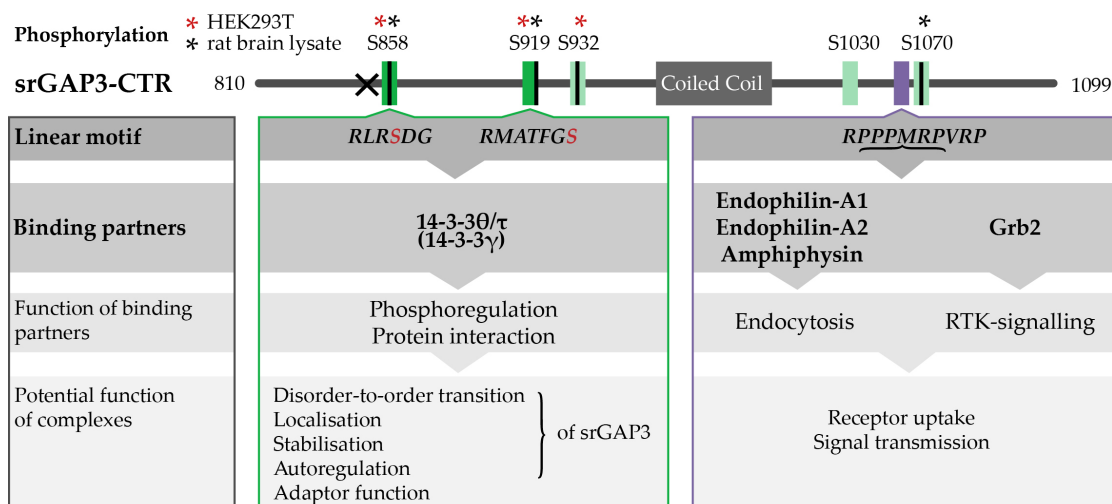 * HEK293T
Phosphorylation
* rat brain lysate
* *
* *
*
*
S858
S919
S932
S1030
S1070
srGAP3-CTR
810
Coiled Coil
1099
Linear motif
RLRSDG
RMATFGS
RPPPMRPVRP
Binding partners
14-3-3θ/τ
(14-3-3γ)
Endophilin-A1
Endophilin-A2
Amphiphysin
Grb2
Function of binding
partners
Phosphoregulation
Protein interaction
Endocytosis
RTK-signalling
Potential function
of complexes
Disorder-to-order transition
Localisation
Stabilisation
Autoregulation
Adaptor function
of srGAP3
Receptor uptake
Signal transmission